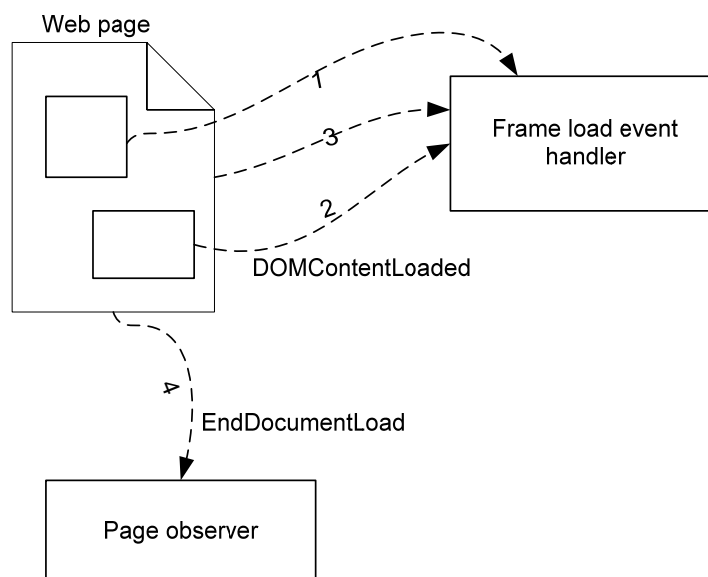 Web page
1
Frame load event
handler
3
2
DOMContentLoaded
4
EndDocumentLoad
Page observer